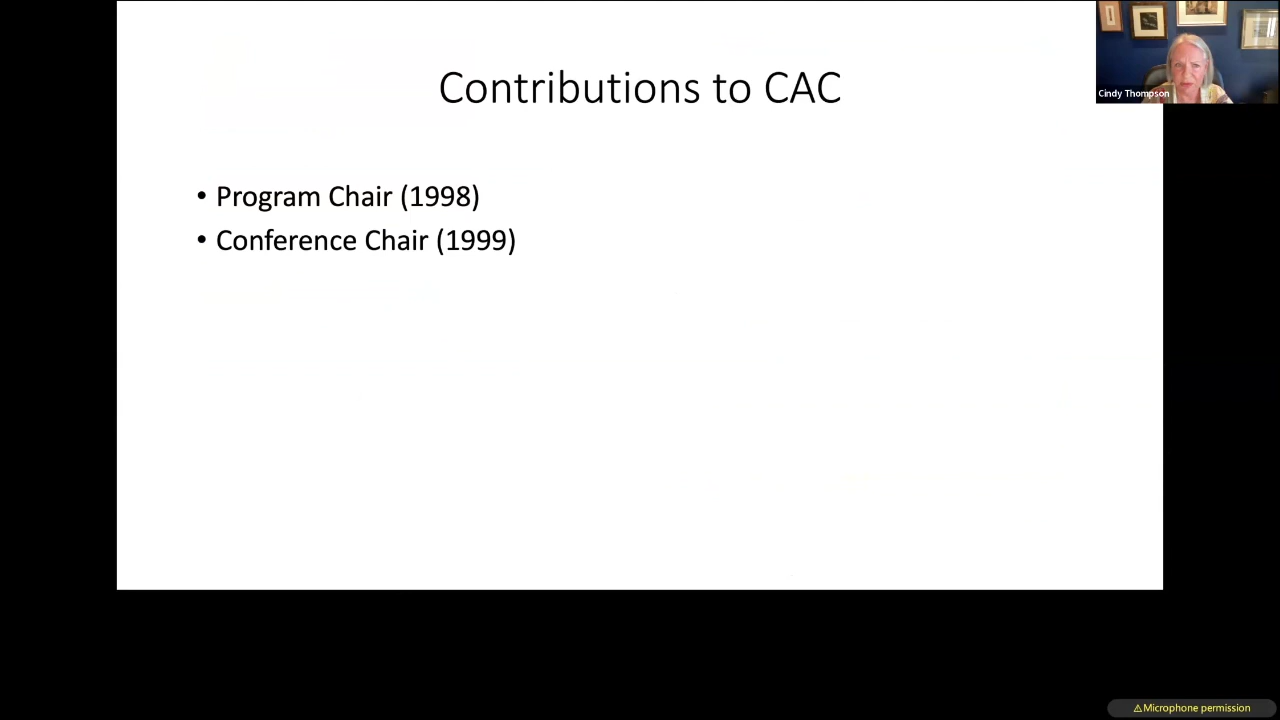 Contributions to CAC
Cindy Thompson
• Program Chair (1998)
• Conference Chair (1999)
⚠Microphone permission